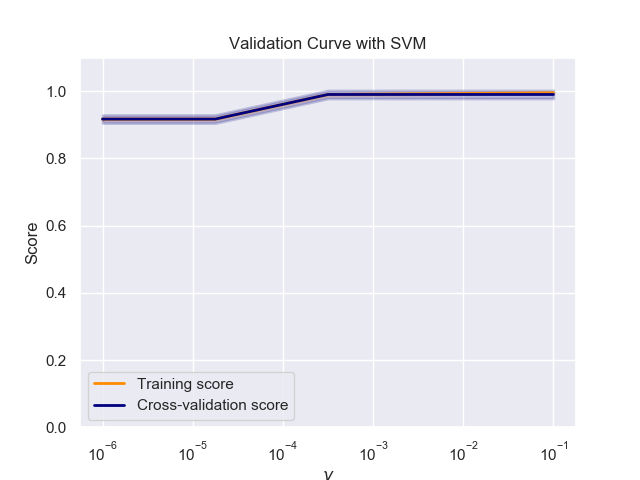 Validation Curve with SVM
Score
1.0
0.8
0.6
0.4
0.2
0.0
Training score
Cross-validation score
10⁻⁶ 10⁻⁵ 10⁻⁴ 10⁻³ 10⁻² 10⁻¹
ν